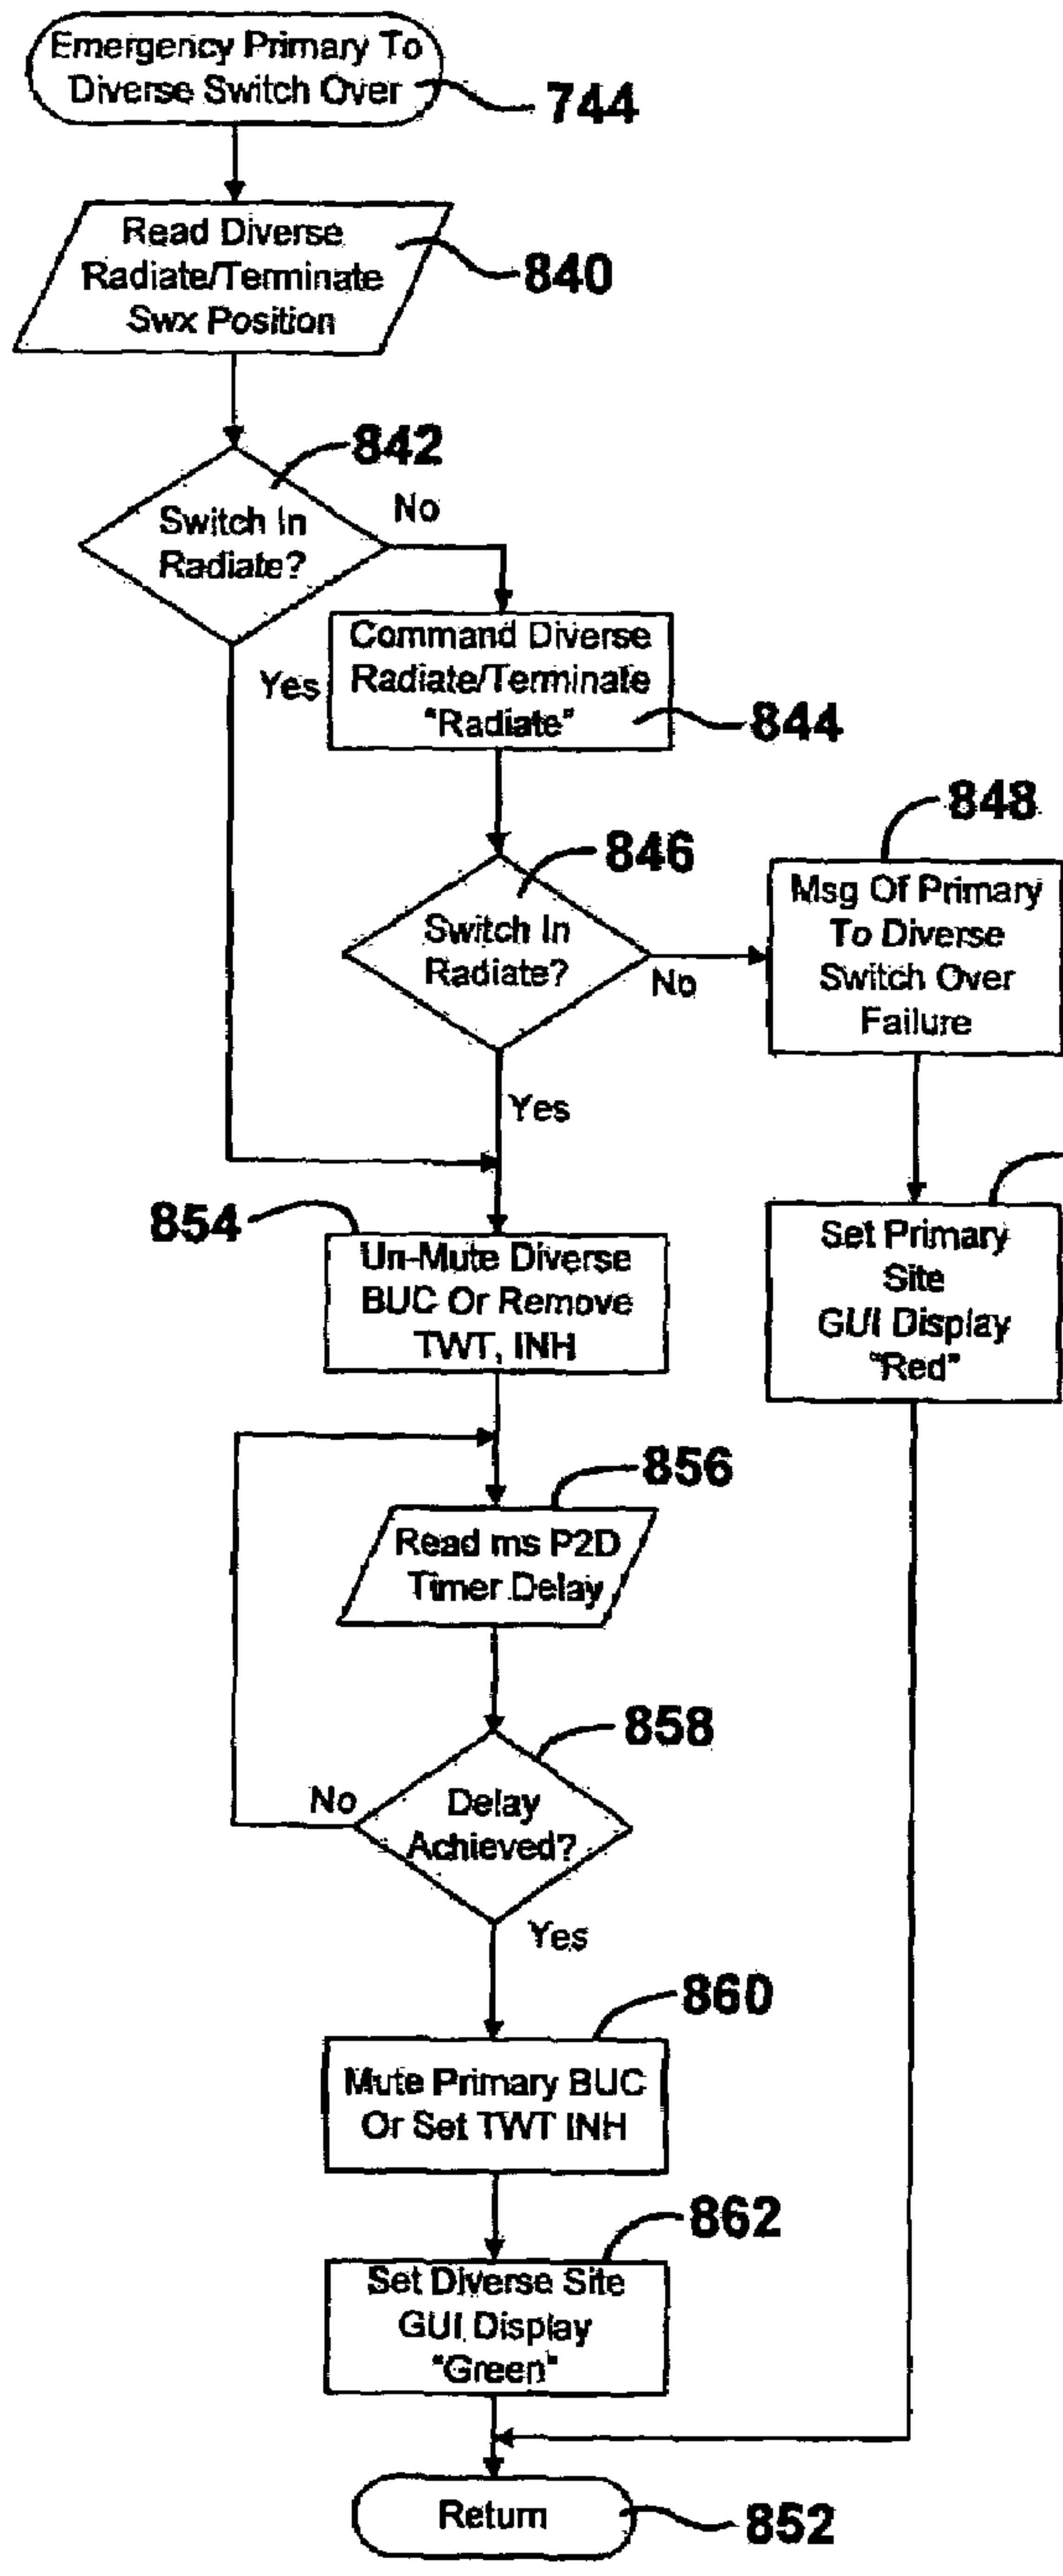 Emergency Primary To
Diverse Switch Over
744
Read Diverse
Radiate/Terminate
Swx Position
840
842
Switch In
Radiate?
No
Yes
Command Diverse
Radiate/Terminate
"Radiate"
844
846
Switch In
Radiate?
No
Yes
848
Msg Of Primary
To Diverse
Switch Over
Failure
Set Primary
Site
GUI Display
"Red"
854
Un-Mute Diverse
BUC Or Remove
TWT, INH
856
Read ms P2D
Timer Delay
858
Delay
Achieved?
No
Yes
860
Mute Primary BUC
Or Set TWT INH
862
Set Diverse Site
GUI Display
"Green"
Return
852